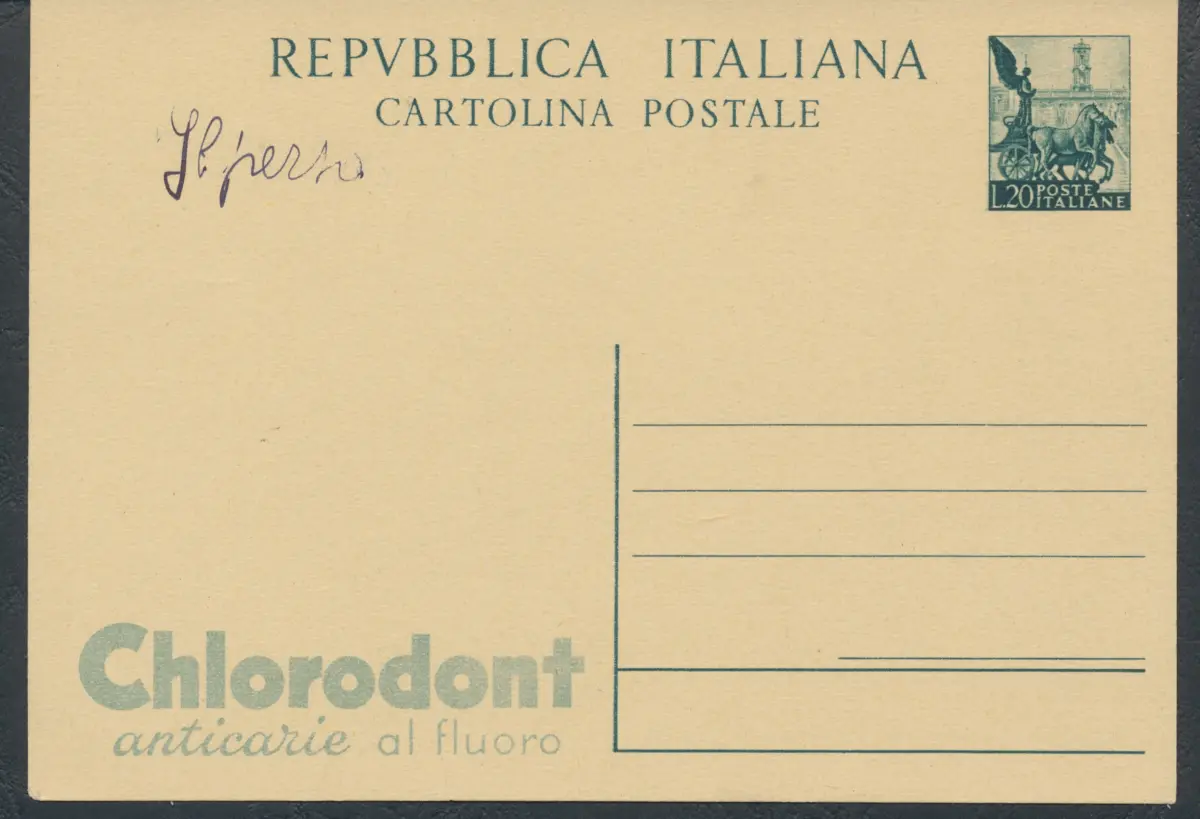 REPVBBLICA ITALIANA
CARTOLINA POSTALE
L.20 POSTE
ITALIANE
Chlorodont
anticarie al fluoro